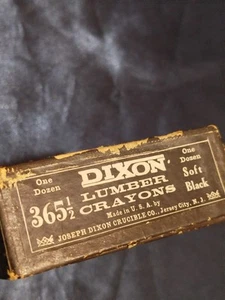 DIXON'
LUMBER
CRAYONS
One
Dozen
365½
One
Dozen
Soft
Black
Made in U. S. A. by
JOSEPH DIXON CRUCIBLE CO., Jersey City, N. J.